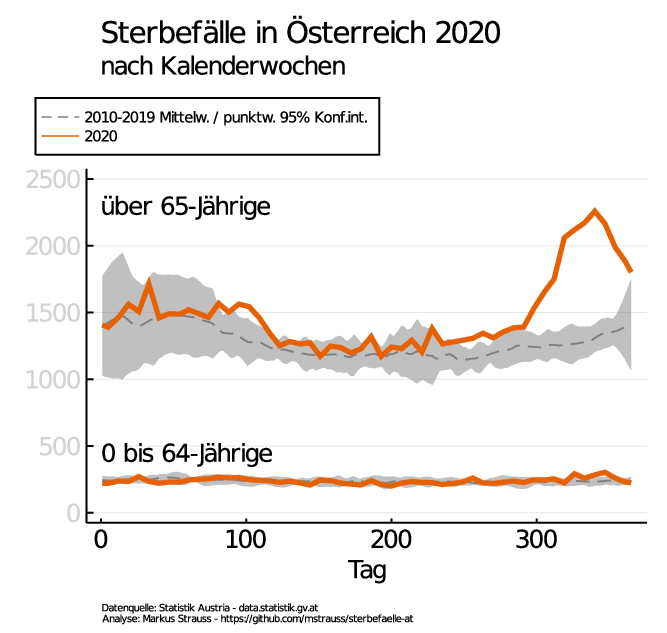 Sterbefälle in Österreich 2020
nach Kalenderwochen
2010-2019 Mittelw. / punktw. 95% Konf.int.
2020
2500
über 65-Jährige
2000
1500
1000
500
0 bis 64-Jährige
0
0 100 200 300
Tag
Datenquelle: Statistik Austria - data.statistik.gv.at
Analyse: Markus Strauss - https://github.com/mstrauss/sterbefaelle-at